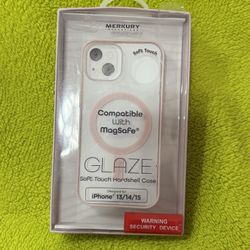 MERKURY
Soft Touch
Compatible
With
MagSafe®
GLAZE
Soft-Touch Hardshell Case
Designed for
iPhone® 13/14/15
WARNING
SECURITY DEVICE